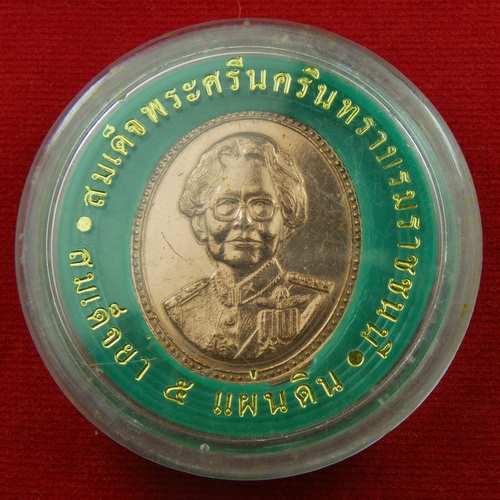 สมเด็จพระศรีนครินทราบรมราชชนนี
สมเด็จย่า ๕ แผ่นดิน